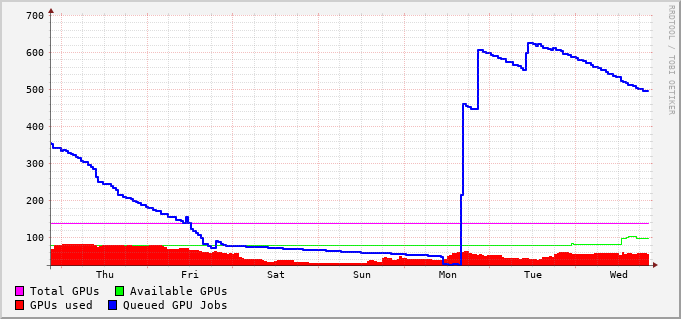 700
600
500
400
300
200
100
Thu Fri Sat Sun Mon Tue Wed
Total GPUs Available GPUs
GPUs used Queued GPU Jobs
RRDTOOL / TOBI OETIKER